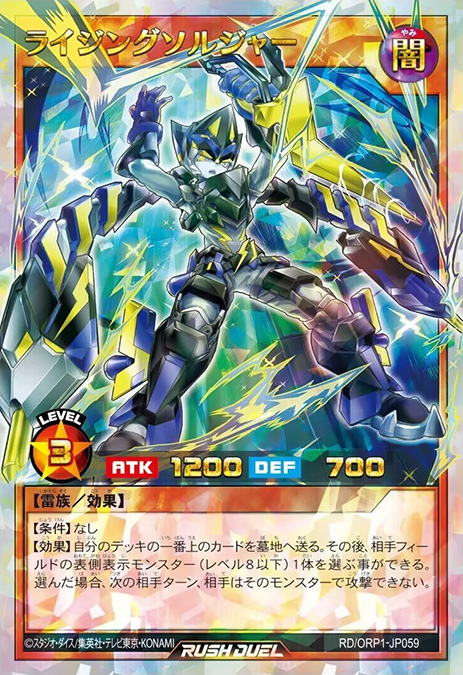 ライジングソルジャー
やみ
闇
LEVEL
3
ATK 1200 DEF 700
【雷族／効果】
【条件】なし
【効果】自分のデッキの一番上のカードを墓地へ送る。その後、相手フィー
ルドの表側表示モンスター（レベル８以下）１体を選ぶ事ができる。
選んだ場合、次の相手ターン、相手はそのモンスターで攻撃できない。
©スタジオ・ダイス/集英社・テレビ東京・KONAMI
RUSH DUEL
RD/ORP1-JP059